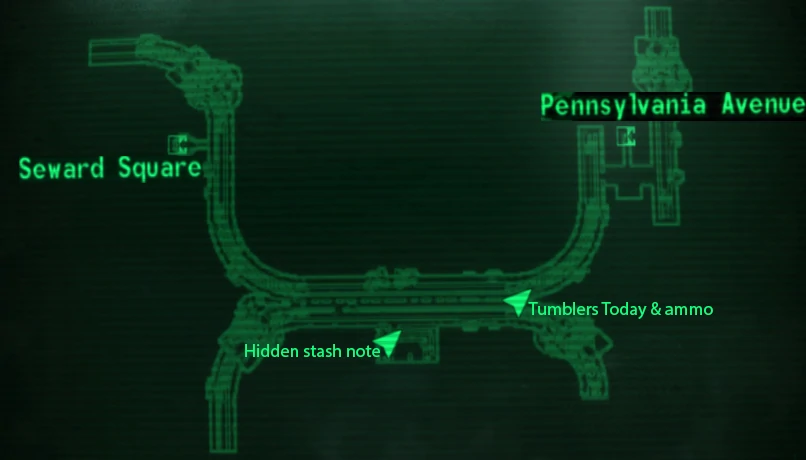 Pennsylvania Avenue
Seward Square
Tumblers Today & ammo
Hidden stash note